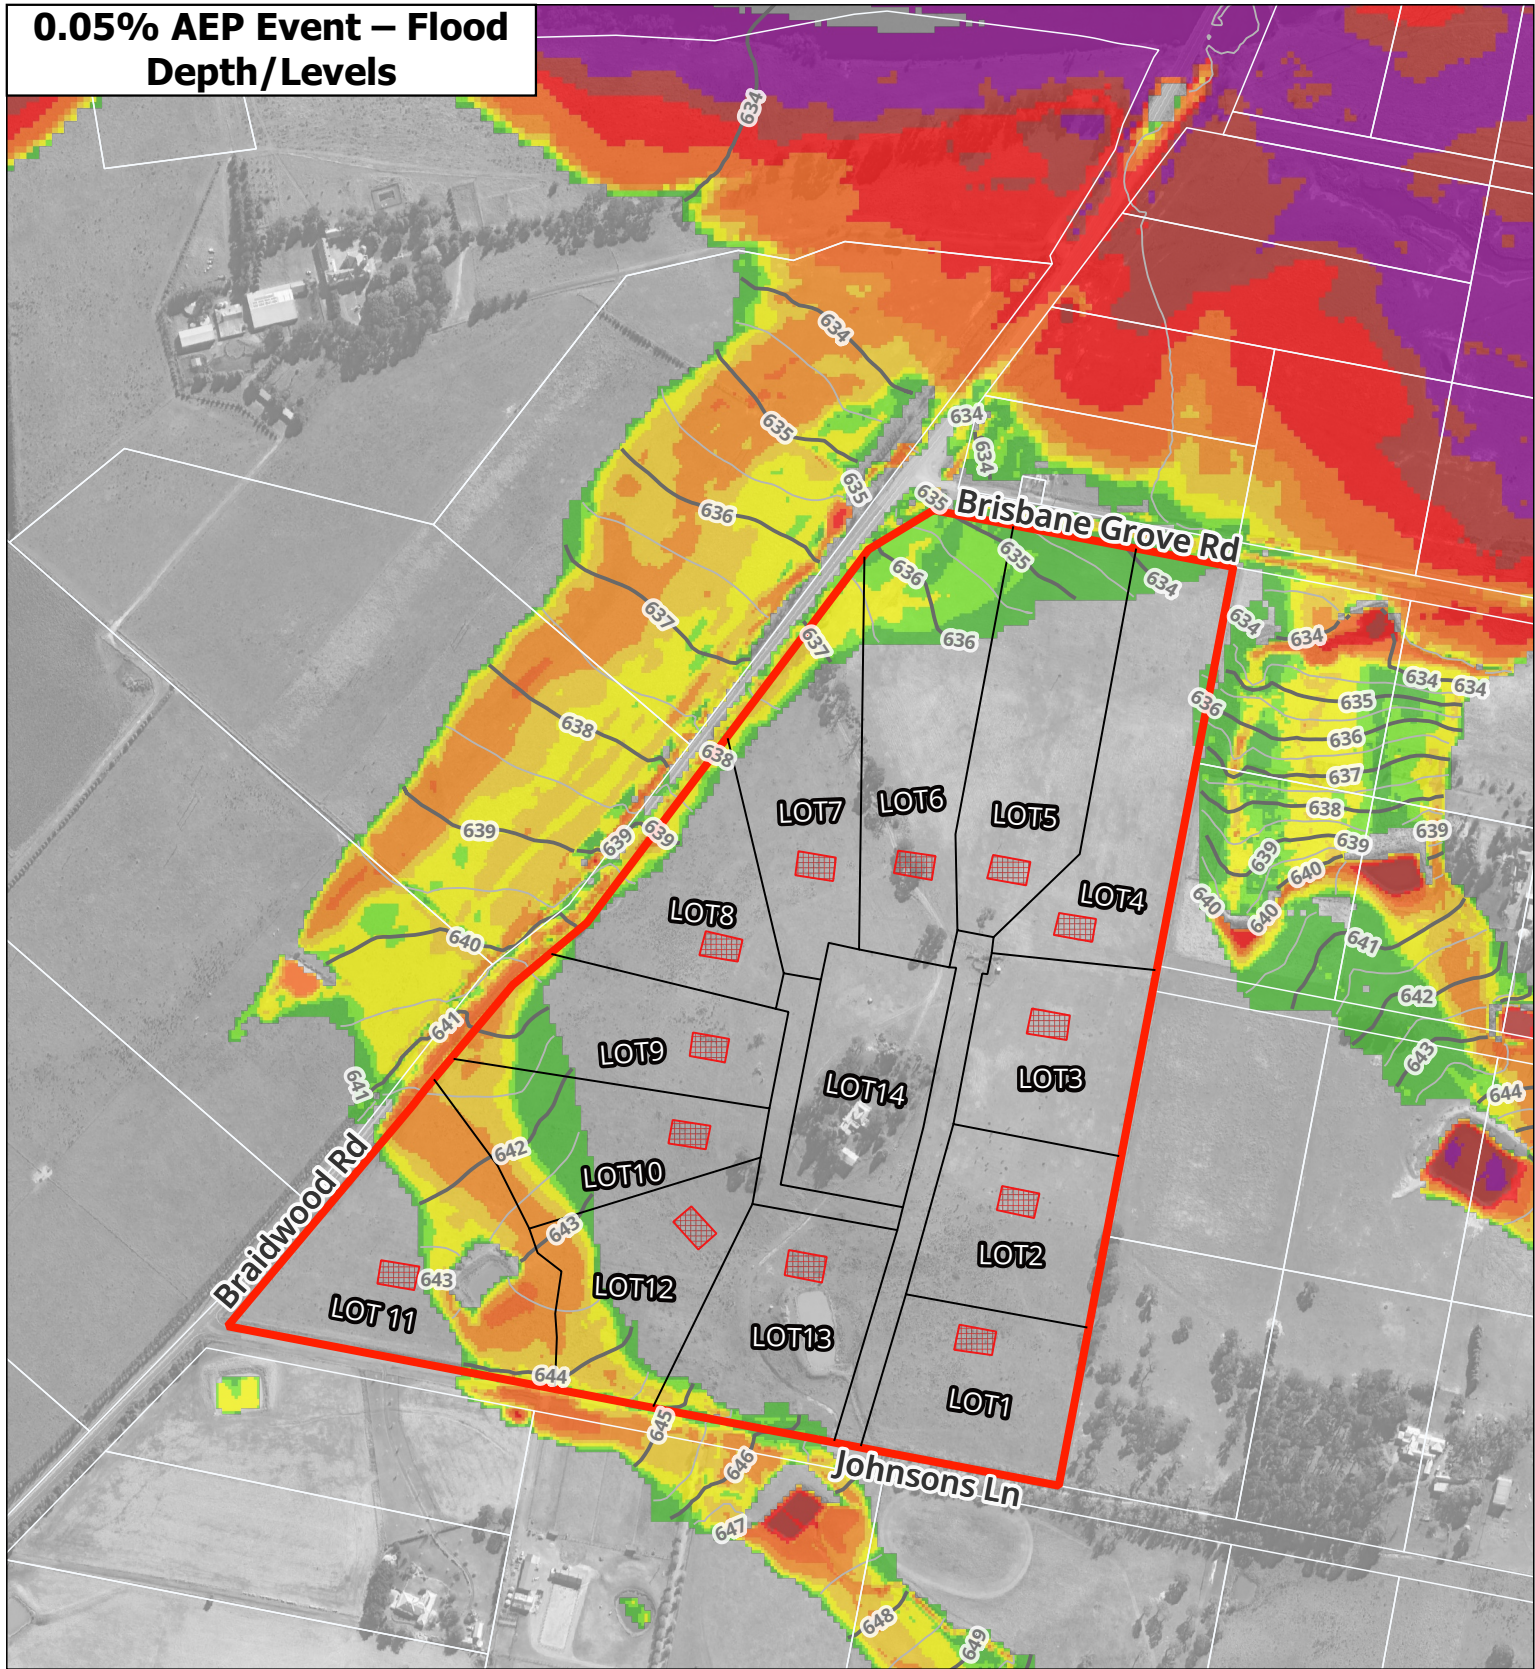 0.05% AEP Event – Flood
Depth/Levels
634
634
635
635
634
634
635
Brisbane Grove Rd
636
635
636
634
636
637
637
634
634
634
634
635
636
636
637
638
638
638
639
639
639
639
639
639
640
640
640
640
641
LOT7
LOT6
LOT5
LOT4
LOT8
LOT9
LOT14
LOT3
641
641
642
643
644
642
LOT10
643
LOT12
LOT2
643
LOT 11
LOT13
LOT1
Braidwood Rd
644
645
646
647
Johnsons Ln
648
649